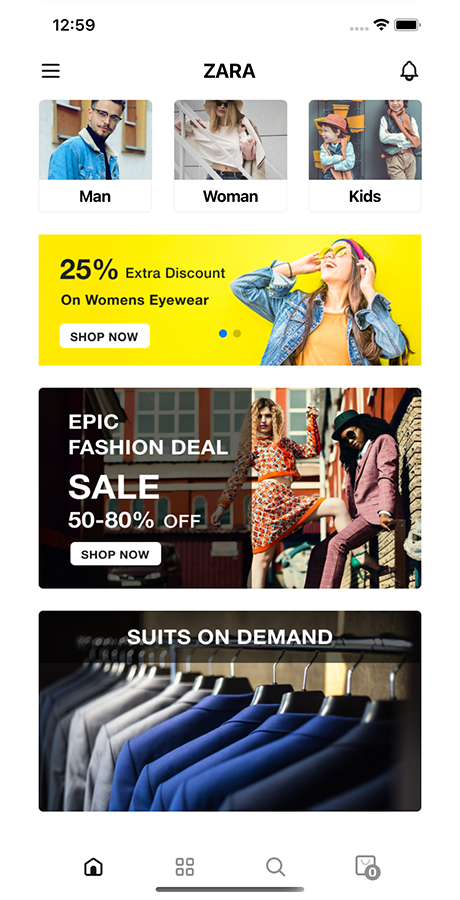 12:59
ZARA
Man
Woman
Kids
25% Extra Discount
On Womens Eyewear
SHOP NOW
EPIC
FASHION DEAL
SALE
50-80% OFF
SHOP NOW
SUITS ON DEMAND
0